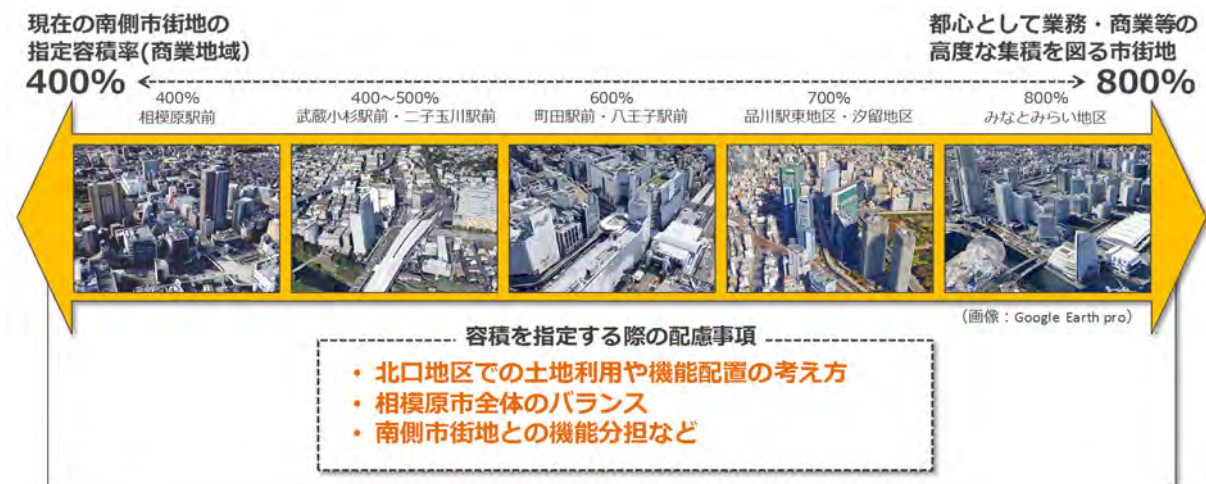 現在の南側市街地の
指定容積率(商業地域)
400%
都心として業務・商業等の
高度な集積を図る市街地
800%
400%
相模原駅前
400～500%
武蔵小杉駅前・二子玉川駅前
600%
町田駅前・八王子駅前
700%
品川駅東地区・汐留地区
800%
みなとみらい地区
（画像：Google Earth pro）
容積を指定する際の配慮事項
・ 北口地区での土地利用や機能配置の考え方
・ 相模原市全体のバランス
・ 南側市街地との機能分担など